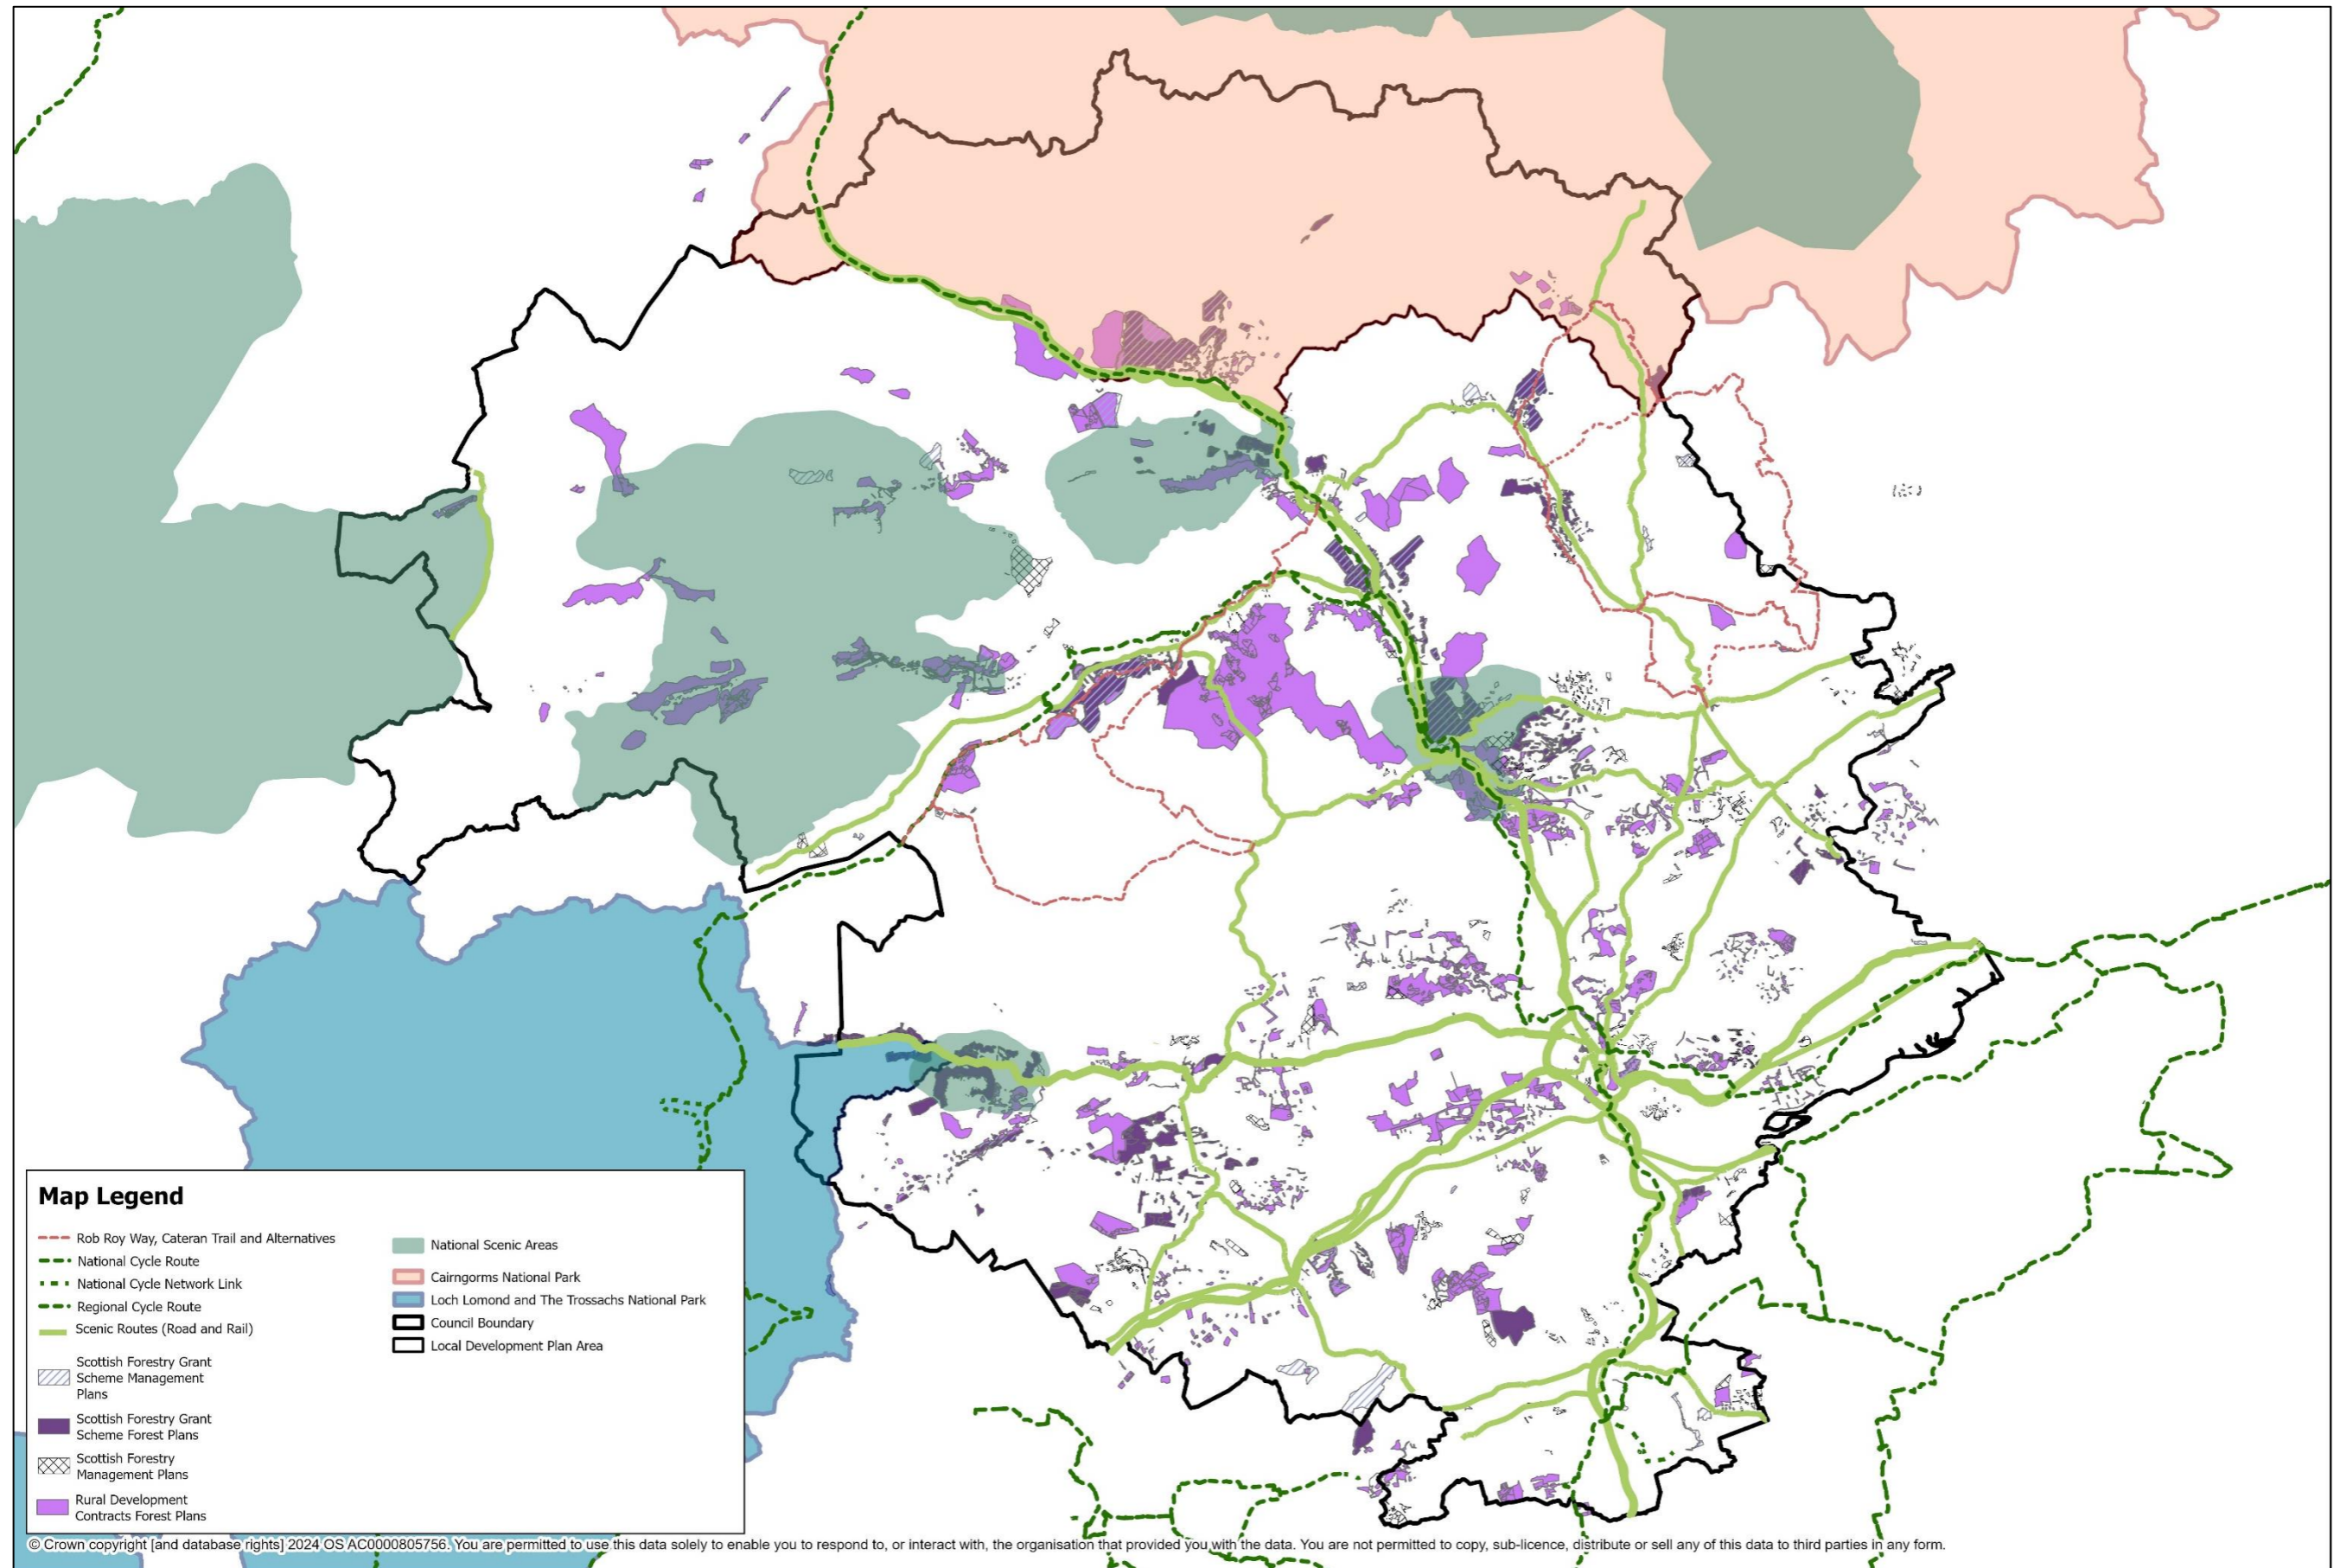 Map Legend
Rob Roy Way, Cateran Trail and Alternatives
National Cycle Route
National Cycle Network Link
Regional Cycle Route
Scenic Routes (Road and Rail)
Scottish Forestry Grant
Scheme Management
Plans
Scottish Forestry Grant
Scheme Forest Plans
Scottish Forestry
Management Plans
Rural Development
Contracts Forest Plans
National Scenic Areas
Cairngorms National Park
Loch Lomond and The Trossachs National Park
Council Boundary
Local Development Plan Area
© Crown copyright [and database rights] 2024 OS AC0000805756. You are permitted to use this data solely to enable you to respond to, or interact with, the organisation that provided you with the data. You are not permitted to copy, sub-licence, distribute or sell any of this data to third parties in any form.